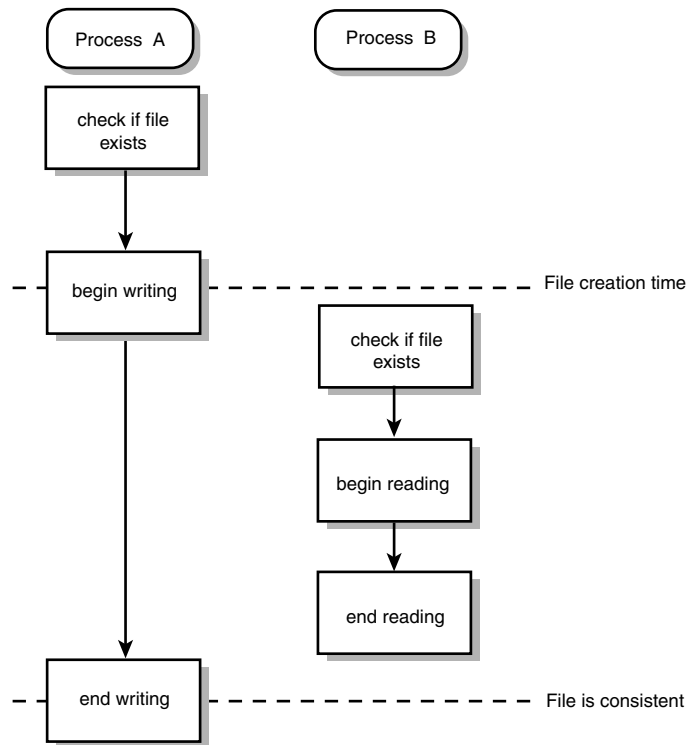 Process A
Process B
check if file
exists
begin writing
File creation time
check if file
exists
begin reading
end reading
end writing
File is consistent